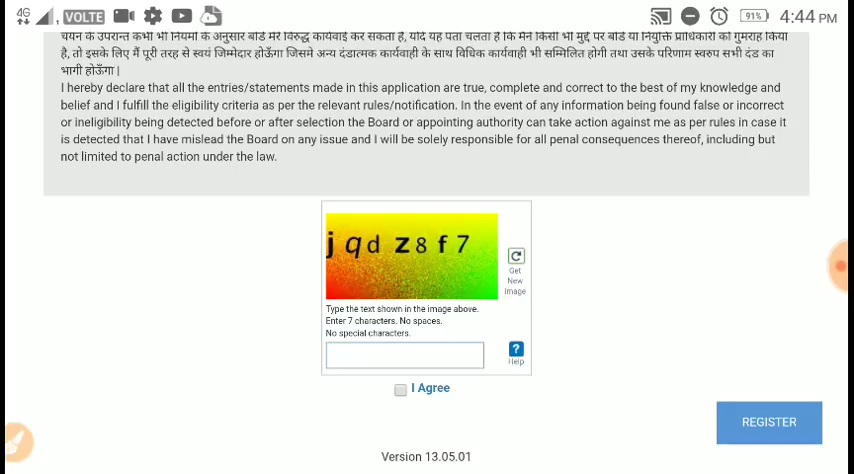 4G
VOLTE
91%
4:44 PM
चयन के उपरान्त कभी भी नियमों के अनुसार बोर्ड मेरे विरुद्ध कार्यवाई कर सकता है, यदि यह पता चलता है कि मैंने किसी भी मुद्दे पर बोर्ड या नियुक्ति प्राधिकारी को गुमराह किया
है, तो इसके लिए मैं पूरी तरह से स्वयं जिम्मेदार होऊँगा जिसमे अन्य दंडात्मक कार्यवाही के साथ विधिक कार्यवाही भी सम्मिलित होगी तथा उसके परिणाम स्वरुप सभी दंड का
भागी होऊँगा |
I hereby declare that all the entries/statements made in this application are true, complete and correct to the best of my knowledge and
belief and I fulfill the eligibility criteria as per the relevant rules/notification. In the event of any information being found false or incorrect
or ineligibility being detected before or after selection the Board or appointing authority can take action against me as per rules in case it
is detected that I have mislead the Board on any issue and I will be solely responsible for all penal consequences thereof, including but
not limited to penal action under the law.
j q d z 8 f 7
Get
New
Image
Type the text shown in the image above.
Enter 7 characters. No spaces.
No special characters.
Help
I Agree
REGISTER
Version 13.05.01